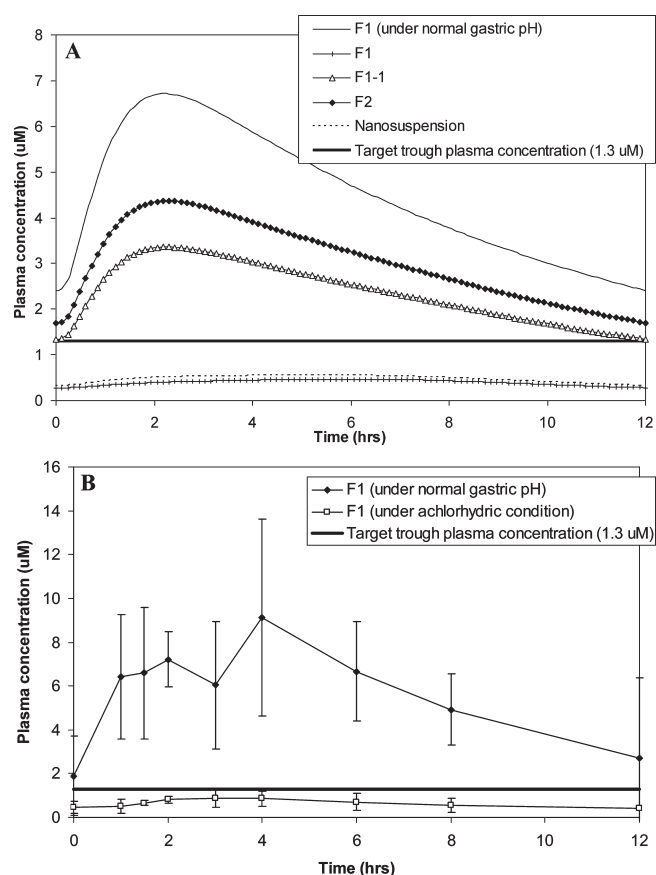 A
F1 (under normal gastric pH)
F1
F1-1
F2
Nanosuspension
Target trough plasma concentration (1.3 uM)
Plasma concentration (uM)
8
7
6
5
4
3
2
1
0
0 2 4 6 8 10 12
Time (hrs)
B
F1 (under normal gastric pH)
F1 (under achlorhydric condition)
Target trough plasma concentration (1.3 uM)
Plasma concentration (uM)
16
14
12
10
8
6
4
2
0
0 2 4 6 8 10 12
Time (hrs)